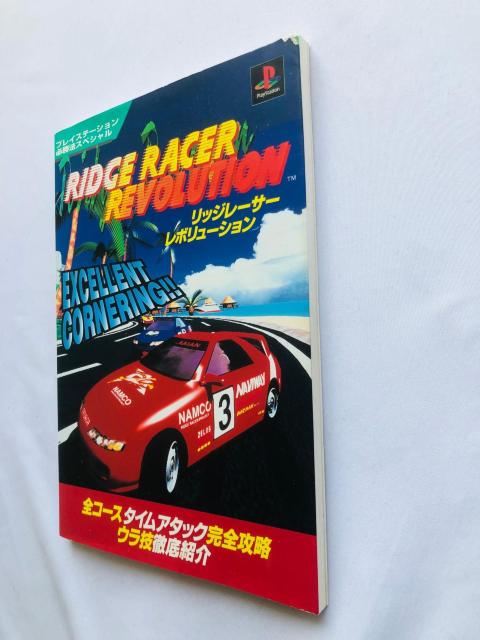 プレイステーション
必勝法スペシャル
PlayStation
RIDGE RACER
REVOLUTION™
リッジレーサー
レボリューション
EXCELLENT
CORNERING!!
NAMCO
3
NAVIWAY
NAMCO
全コースタイムアタック完全攻略
ウラ技徹底紹介